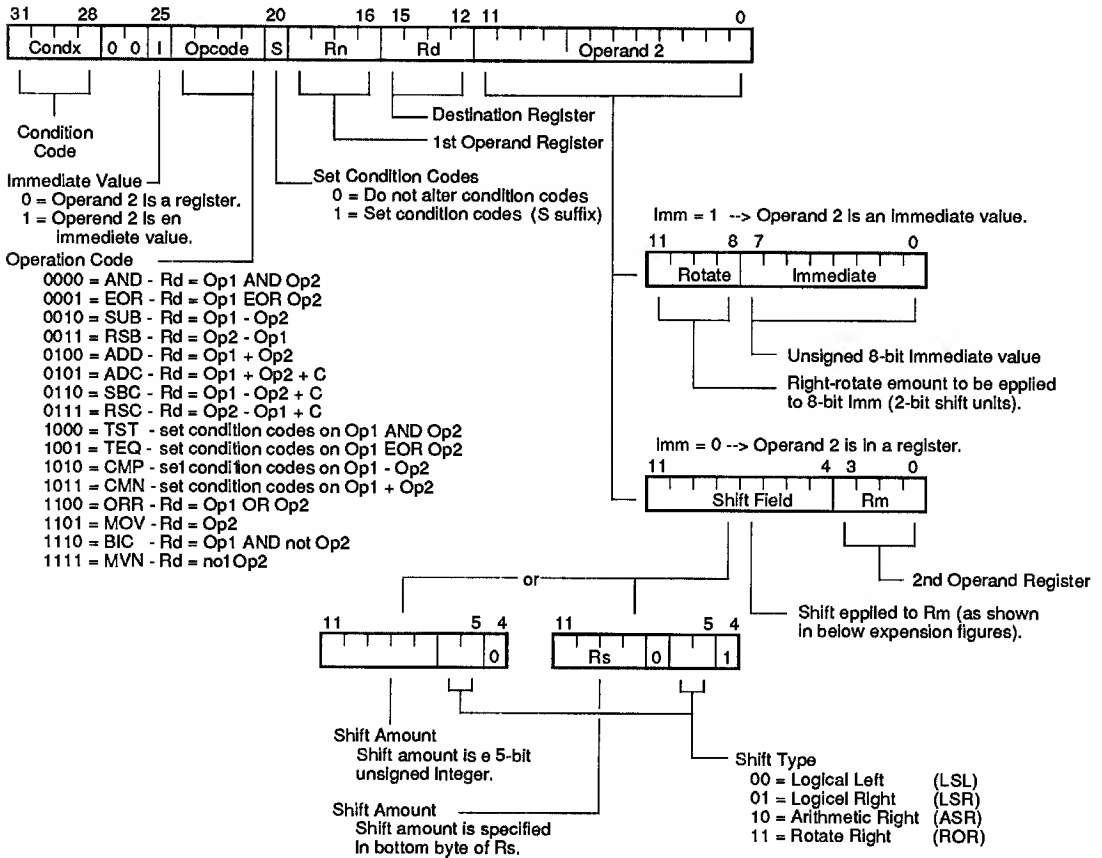 31 28 25 20 16 15 12 11 0
Condx 0 0 I Opcode S Rn Rd Operand 2
Destination Register
1st Operand Register
Condition
Code
Immediate Value
0 = Operand 2 is a register.
1 = Operend 2 is en
immediete value.
Set Condition Codes
0 = Do not alter condition codes
1 = Set condition codes (S suffix)
Operation Code
0000 = AND - Rd = Op1 AND Op2
0001 = EOR - Rd = Op1 EOR Op2
0010 = SUB - Rd = Op1 - Op2
0011 = RSB - Rd = Op2 - Op1
0100 = ADD - Rd = Op1 + Op2
0101 = ADC - Rd = Op1 + Op2 + C
0110 = SBC - Rd = Op1 - Op2 + C
0111 = RSC - Rd = Op2 - Op1 + C
1000 = TST - set condition codes on Op1 AND Op2
1001 = TEQ - set condition codes on Op1 EOR Op2
1010 = CMP - set condition codes on Op1 - Op2
1011 = CMN - set condition codes on Op1 + Op2
1100 = ORR - Rd = Op1 OR Op2
1101 = MOV - Rd = Op2
1110 = BIC - Rd = Op1 AND not Op2
1111 = MVN - Rd = no1Op2
Imm = 1 --> Operand 2 is an immediate value.
11 8 7 0
Rotate Immediate
Unsigned 8-bit Immediate value
Right-rotate emount to be epplied
to 8-bit Imm (2-bit shift units).
Imm = 0 --> Operand 2 is in a register.
11 4 3 0
Shift Field Rm
2nd Operand Register
Shift epplied to Rm (as shown
in below expension figures).
or
11 5 4
0
11 5 4
Rs 0 1
Shift Amount
Shift amount is e 5-bit
unsigned Integer.
Shift Amount
Shift amount is specified
in bottom byte of Rs.
Shift Type
00 = Logical Left (LSL)
01 = Logicel Right (LSR)
10 = Arithmetic Right (ASR)
11 = Rotate Right (ROR)